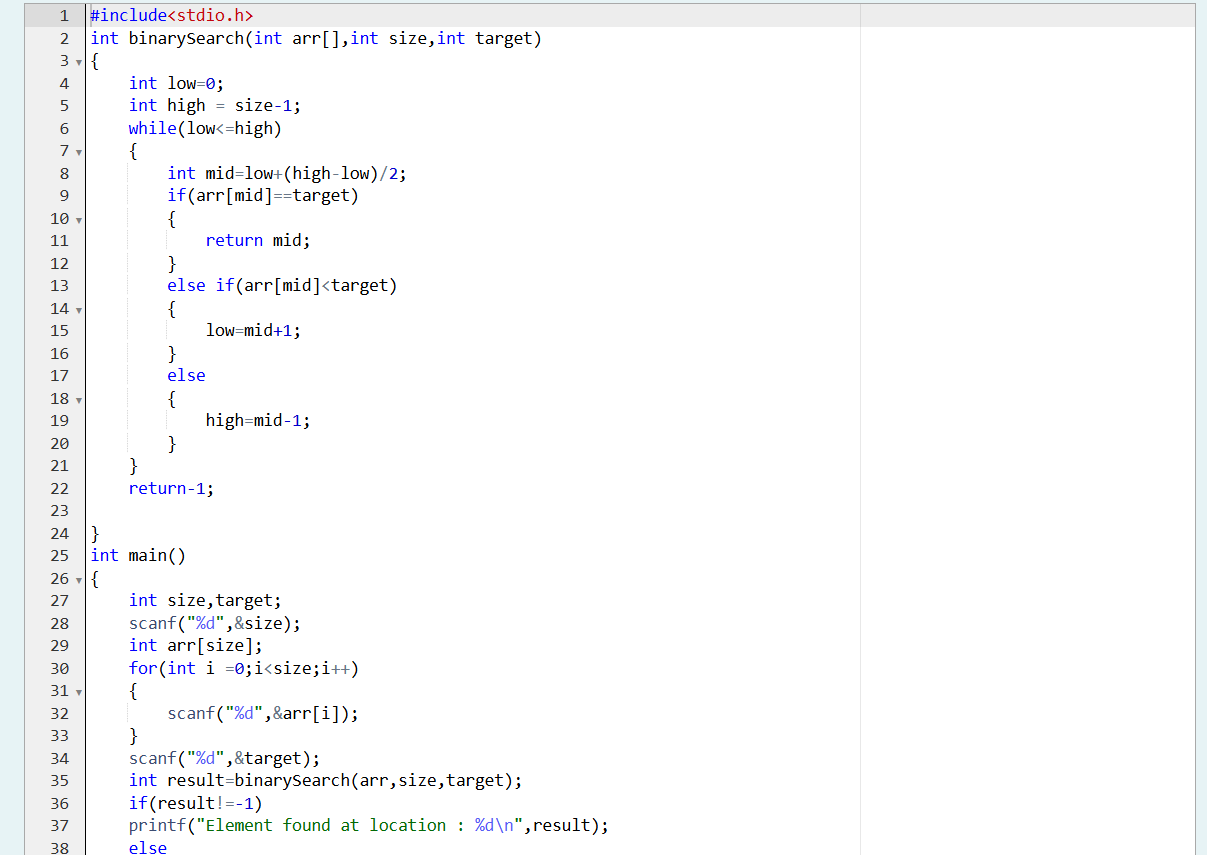 1 #include<stdio.h>
2 int binarySearch(int arr[],int size,int target)
3 {
4     int low=0;
5     int high = size-1;
6     while(low<=high)
7     {
8         int mid=low+(high-low)/2;
9         if(arr[mid]==target)
10         {
11             return mid;
12         }
13         else if(arr[mid]<target)
14         {
15             low=mid+1;
16         }
17         else
18         {
19             high=mid-1;
20         }
21     }
22     return-1;
23
24 }
25 int main()
26 {
27     int size,target;
28     scanf("%d",&size);
29     int arr[size];
30     for(int i =0;i<size;i++)
31     {
32         scanf("%d",&arr[i]);
33     }
34     scanf("%d",&target);
35     int result=binarySearch(arr,size,target);
36     if(result!=-1)
37     printf("Element found at location : %d\n",result);
38     else